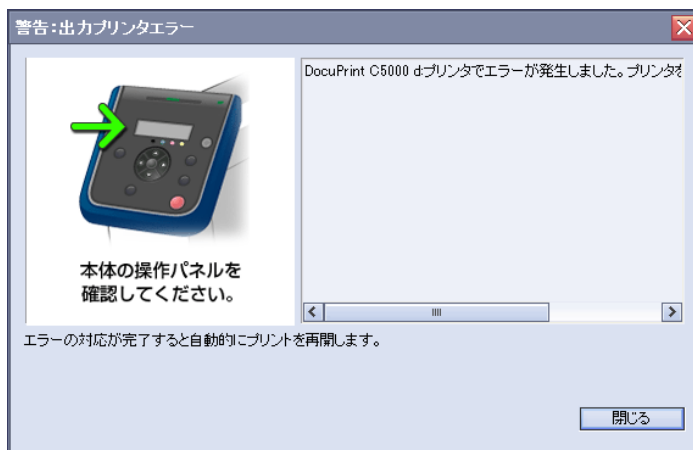 警告:出力プリンタエラー
DocuPrint C5000 d:プリンタでエラーが発生しました。プリンタを
本体の操作パネルを
確認してください。
エラーの対応が完了すると自動的にプリントを再開します。
閉じる